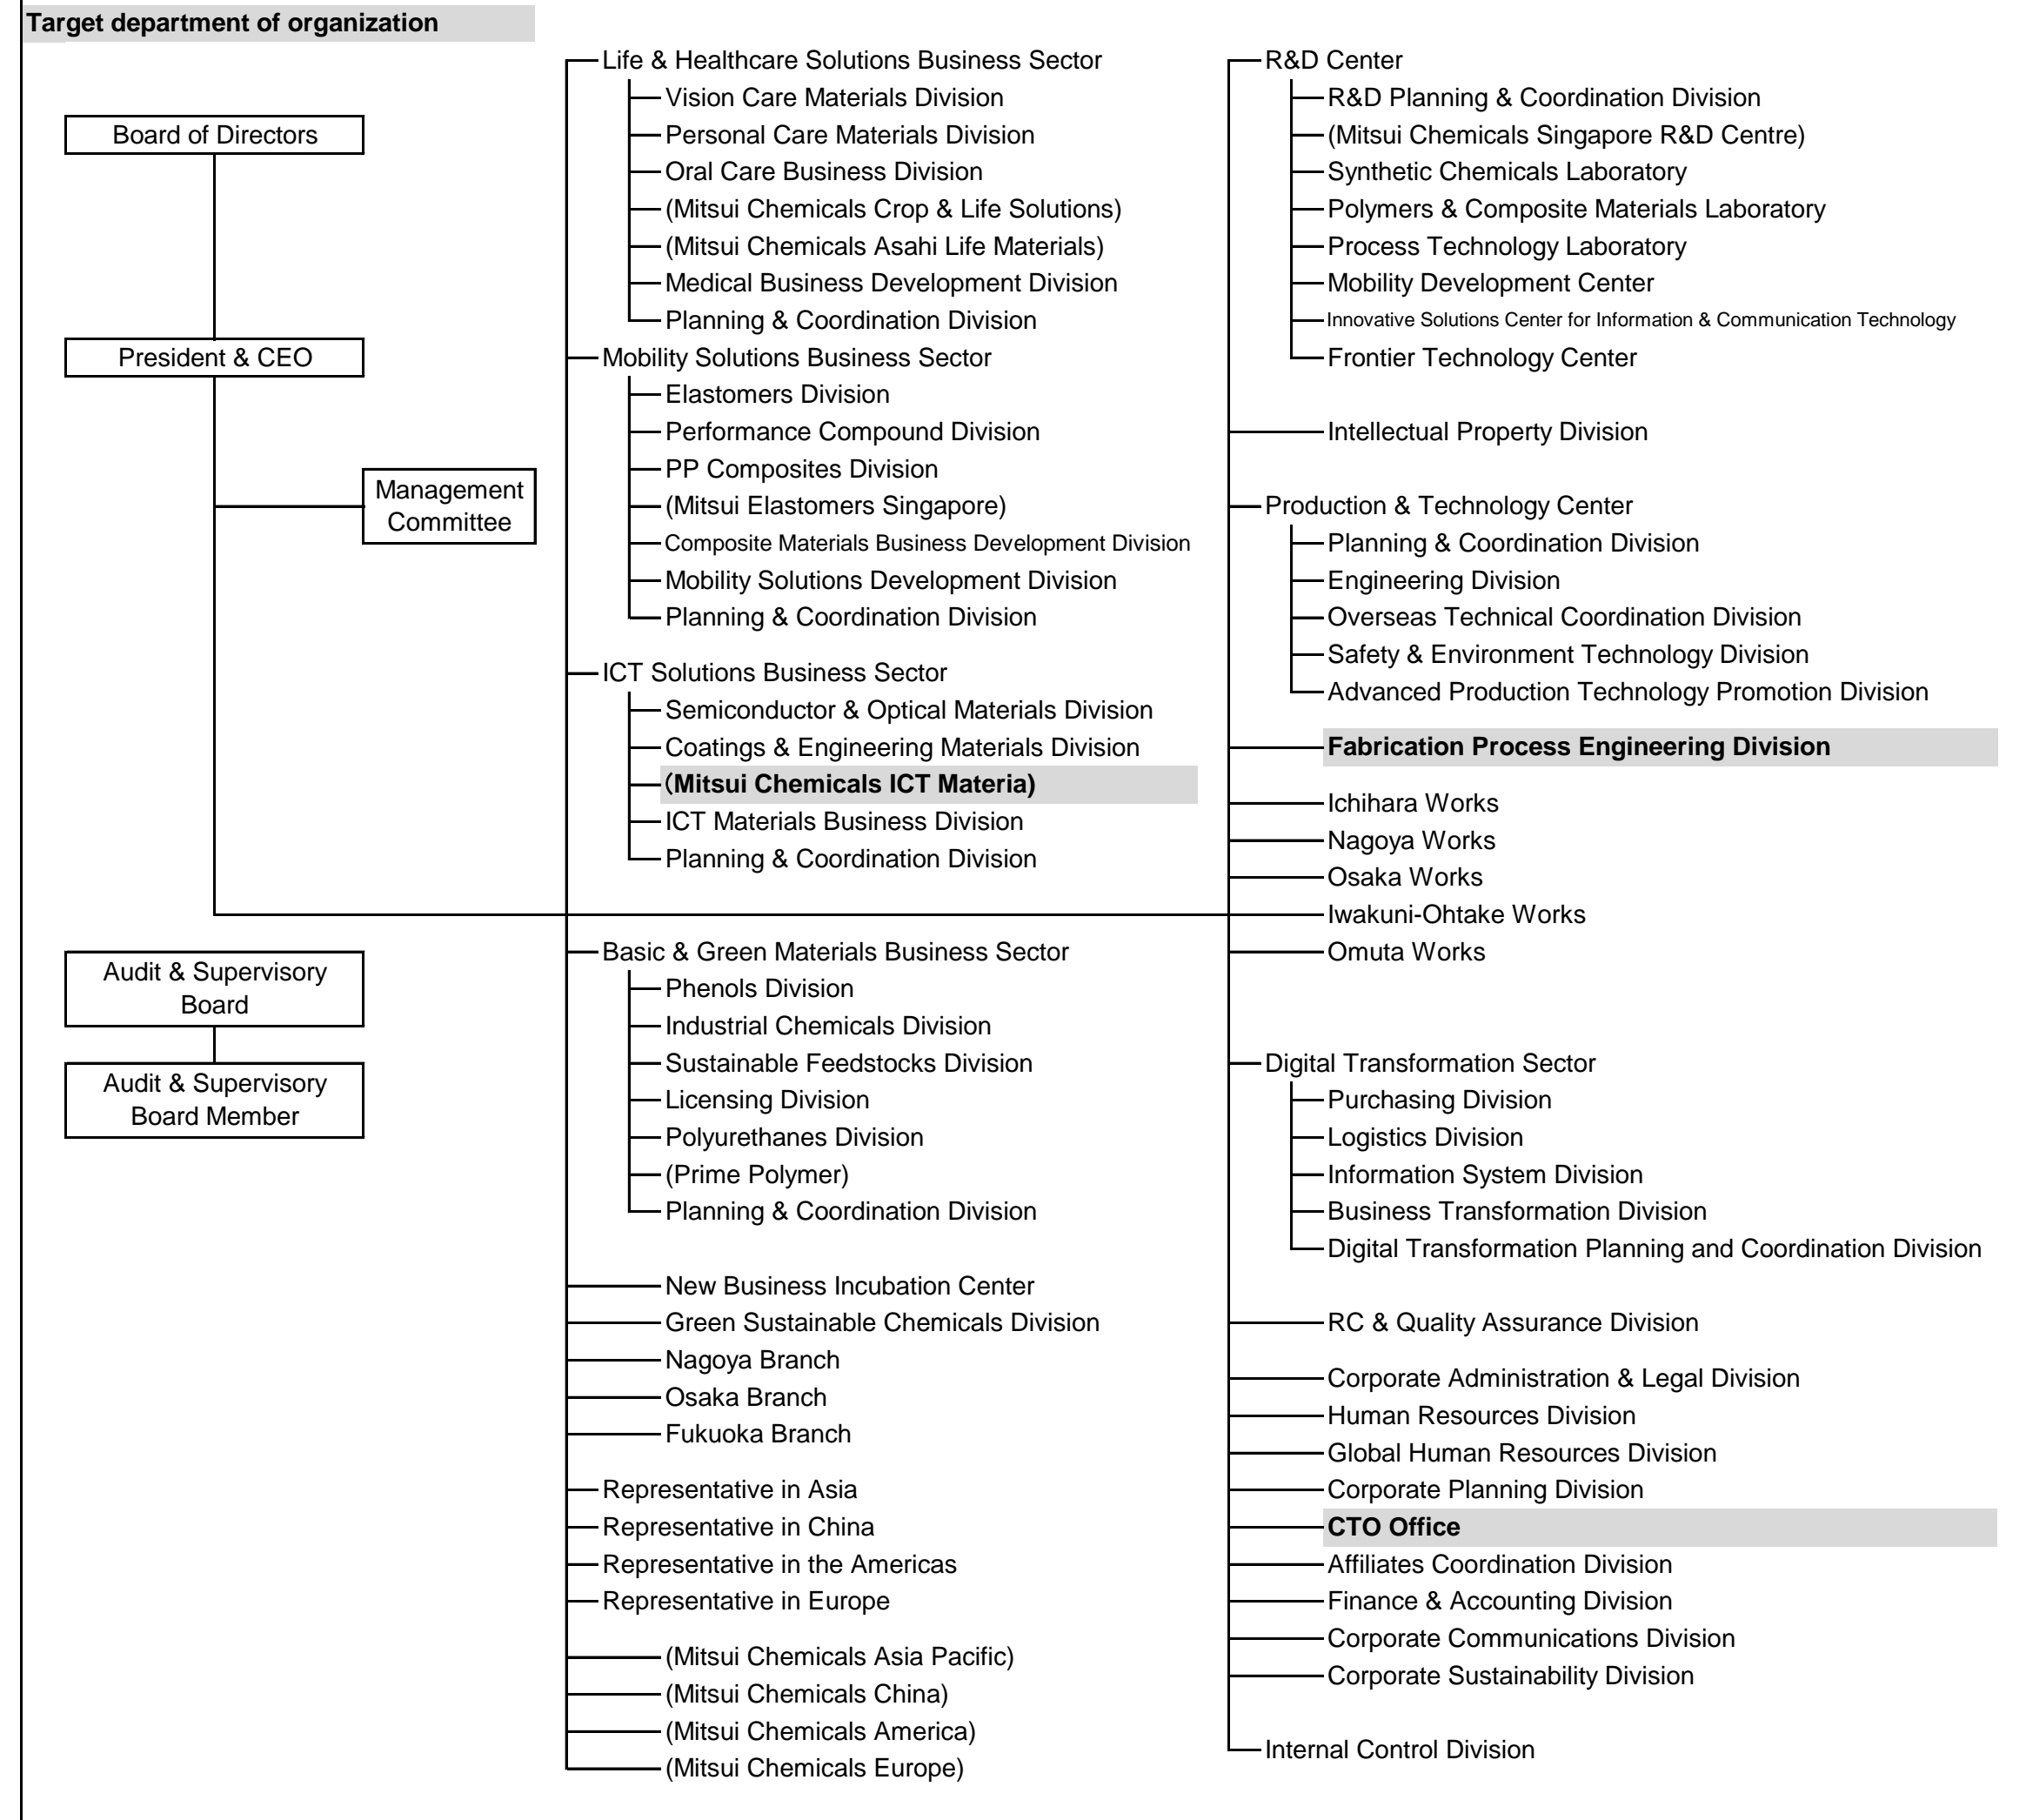 Target department of organization
Board of Directors
President & CEO
Management
Committee
Audit & Supervisory
Board
Audit & Supervisory
Board Member
Life & Healthcare Solutions Business Sector
Vision Care Materials Division
Personal Care Materials Division
Oral Care Business Division
(Mitsui Chemicals Crop & Life Solutions)
(Mitsui Chemicals Asahi Life Materials)
Medical Business Development Division
Planning & Coordination Division
Mobility Solutions Business Sector
Elastomers Division
Performance Compound Division
PP Composites Division
(Mitsui Elastomers Singapore)
Composite Materials Business Development Division
Mobility Solutions Development Division
Planning & Coordination Division
ICT Solutions Business Sector
Semiconductor & Optical Materials Division
Coatings & Engineering Materials Division
(Mitsui Chemicals ICT Materia)
ICT Materials Business Division
Planning & Coordination Division
Basic & Green Materials Business Sector
Phenols Division
Industrial Chemicals Division
Sustainable Feedstocks Division
Licensing Division
Polyurethanes Division
(Prime Polymer)
Planning & Coordination Division
New Business Incubation Center
Green Sustainable Chemicals Division
Nagoya Branch
Osaka Branch
Fukuoka Branch
Representative in Asia
Representative in China
Representative in the Americas
Representative in Europe
(Mitsui Chemicals Asia Pacific)
(Mitsui Chemicals China)
(Mitsui Chemicals America)
(Mitsui Chemicals Europe)
R&D Center
R&D Planning & Coordination Division
(Mitsui Chemicals Singapore R&D Centre)
Synthetic Chemicals Laboratory
Polymers & Composite Materials Laboratory
Process Technology Laboratory
Mobility Development Center
Innovative Solutions Center for Information & Communication Technology
Frontier Technology Center
Intellectual Property Division
Production & Technology Center
Planning & Coordination Division
Engineering Division
Overseas Technical Coordination Division
Safety & Environment Technology Division
Advanced Production Technology Promotion Division
Fabrication Process Engineering Division
Ichihara Works
Nagoya Works
Osaka Works
Iwakuni-Ohtake Works
Omuta Works
Digital Transformation Sector
Purchasing Division
Logistics Division
Information System Division
Business Transformation Division
Digital Transformation Planning and Coordination Division
RC & Quality Assurance Division
Corporate Administration & Legal Division
Human Resources Division
Global Human Resources Division
Corporate Planning Division
CTO Office
Affiliates Coordination Division
Finance & Accounting Division
Corporate Communications Division
Corporate Sustainability Division
Internal Control Division